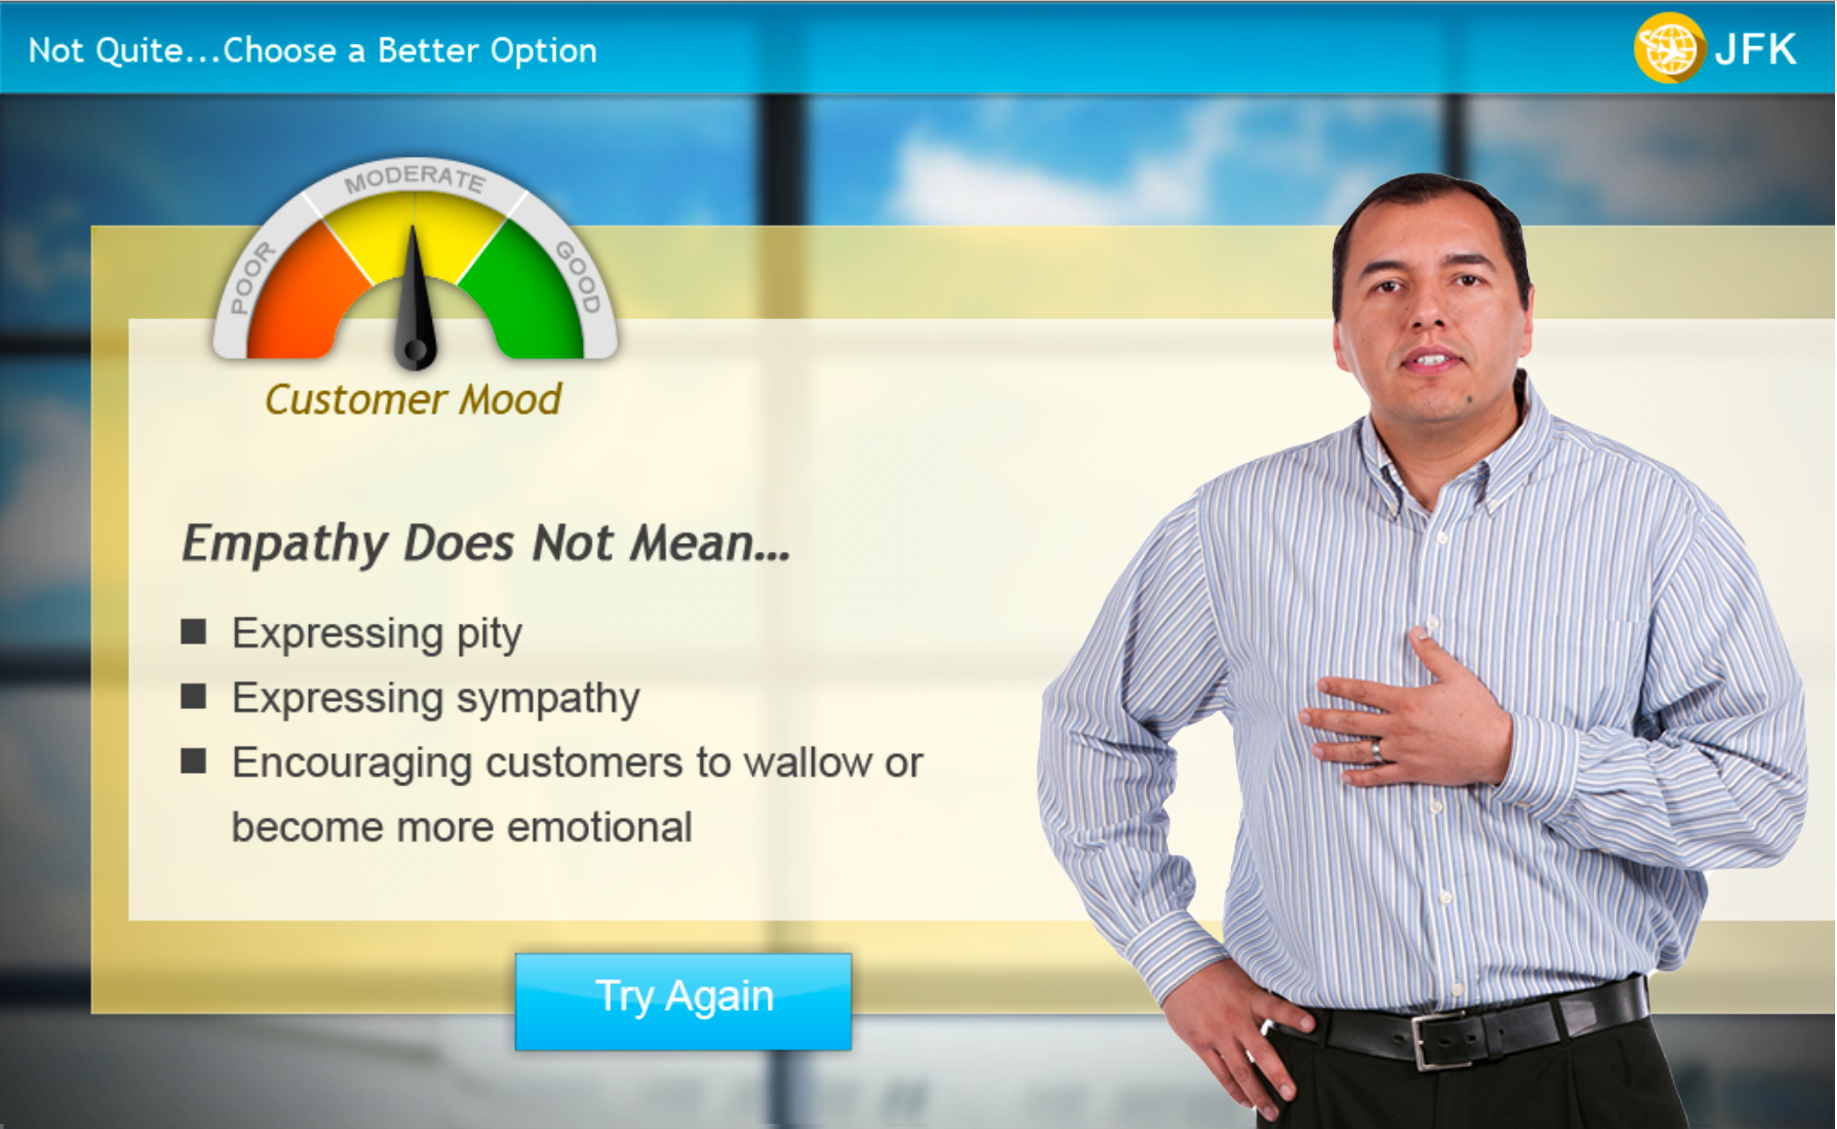 Not Quite...Choose a Better Option
JFK
POOR
MODERATE
GOOD
Customer Mood
Empathy Does Not Mean...
Expressing pity
Expressing sympathy
Encouraging customers to wallow or
become more emotional
Try Again